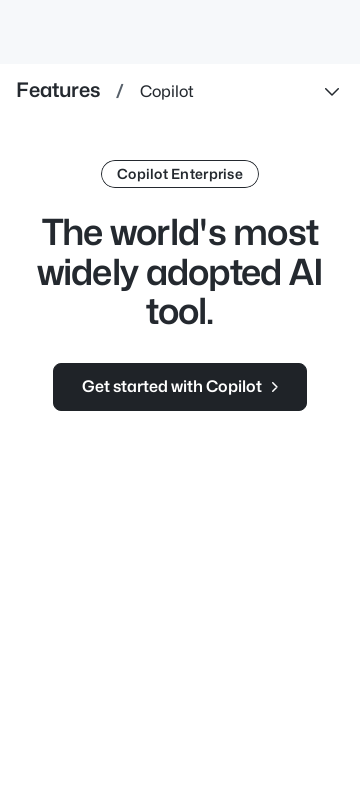 Features / Copilot
Copilot Enterprise
The world's most
widely adopted AI
tool.
Get started with Copilot